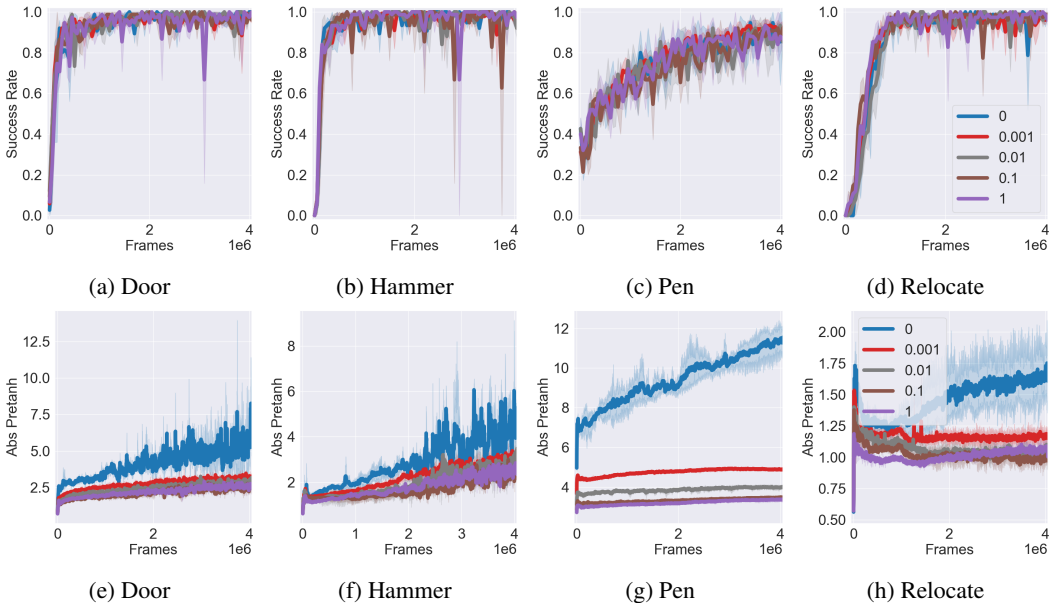 1.0
0.8
0.6
0.4
0.2
0.0
Success Rate
0 2 4
Frames 1e6
(a) Door
1.0
0.8
0.6
0.4
0.2
0.0
Success Rate
0 2 4
Frames 1e6
(b) Hammer
1.0
0.8
0.6
0.4
0.2
0.0
Success Rate
0 2 4
Frames 1e6
(c) Pen
1.0
0.8
0.6
0.4
0.2
0.0
Success Rate
0
0.001
0.01
0.1
1
0 2 4
Frames 1e6
(d) Relocate
12.5
10.0
7.5
5.0
2.5
Abs Pretanh
0 2 4
Frames 1e6
(e) Door
8
6
4
2
Abs Pretanh
0 1 2 3 4
Frames 1e6
(f) Hammer
12
10
8
6
4
Abs Pretanh
0 2 4
Frames 1e6
(g) Pen
2.00
1.75
1.50
1.25
1.00
0.75
0.50
Abs Pretanh
0
0.001
0.01
0.1
1
0 2 4
Frames 1e6
(h) Relocate